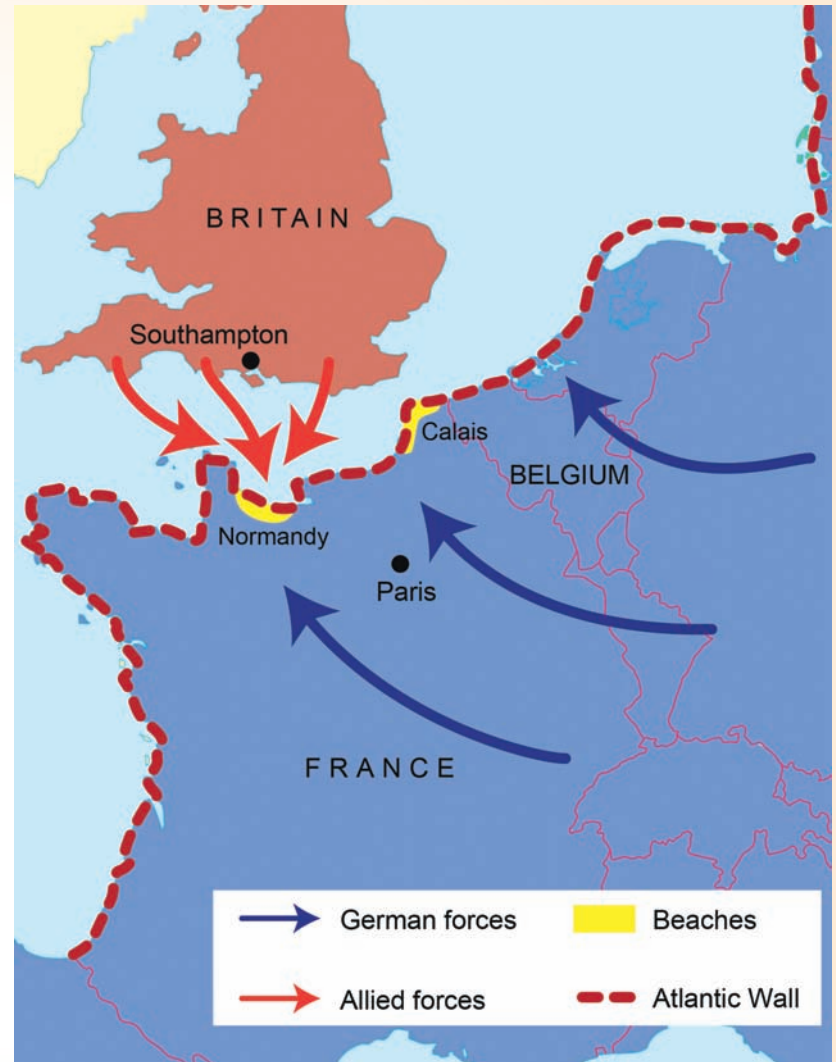 BRITAIN
Southampton
Calais
BELGIUM
Normandy
Paris
FRANCE
German forces
Beaches
Allied forces
Atlantic Wall